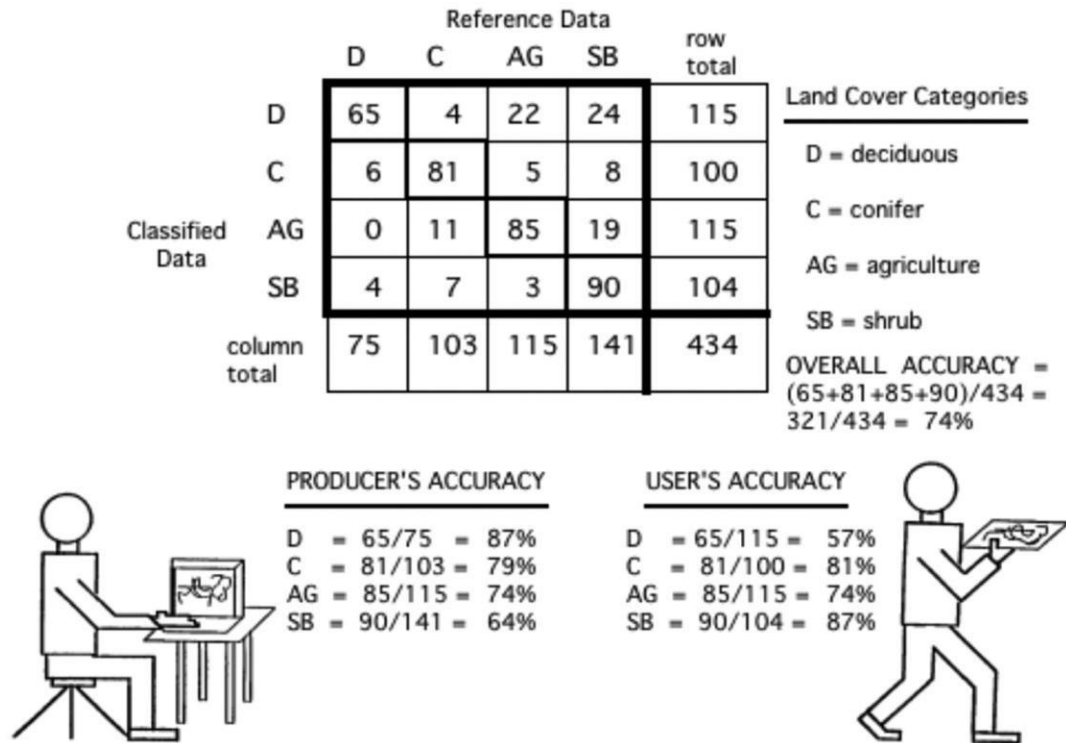 Reference Data
D C AG SB row total
D 65 4 22 24 115
C 6 81 5 8 100
Classified Data
AG 0 11 85 19 115
SB 4 7 3 90 104
column total 75 103 115 141 434
Land Cover Categories
D = deciduous
C = conifer
AG = agriculture
SB = shrub
OVERALL ACCURACY =
(65+81+85+90)/434 =
321/434 = 74%
PRODUCER'S ACCURACY
D = 65/75 = 87%
C = 81/103 = 79%
AG = 85/115 = 74%
SB = 90/141 = 64%
USER'S ACCURACY
D = 65/115 = 57%
C = 81/100 = 81%
AG = 85/115 = 74%
SB = 90/104 = 87%